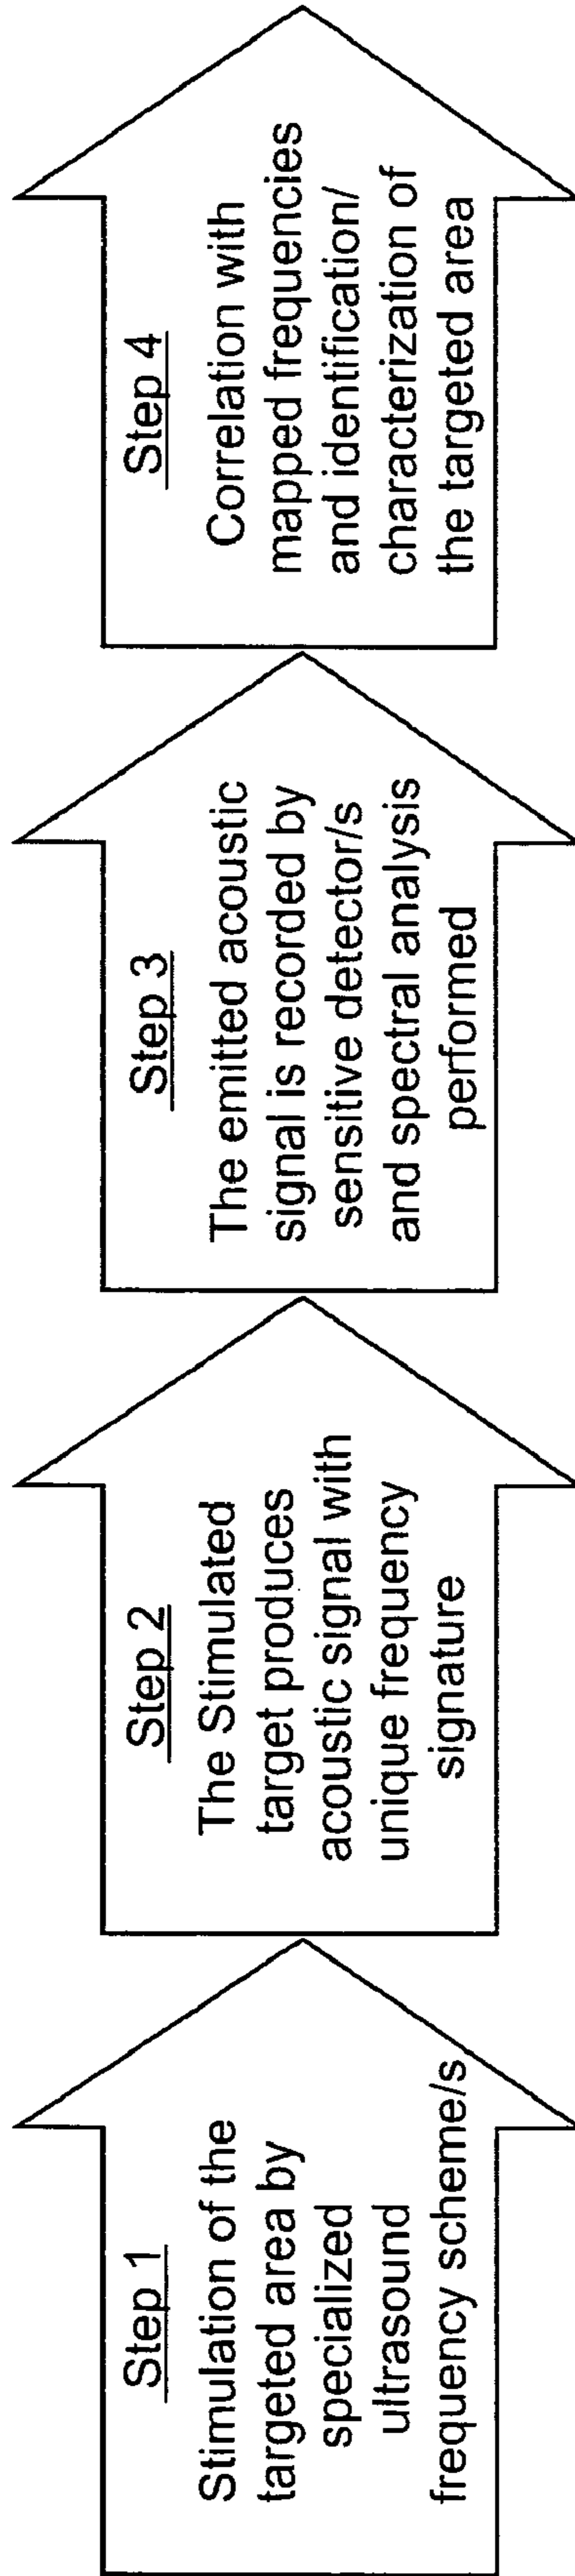 Step 1
Stimulation of the
targeted area by
specialized
ultrasound
frequency scheme/s
Step 2
The Stimulated
target produces
acoustic signal with
unique frequency
signature
Step 3
The emitted acoustic
signal is recorded by
sensitive detector/s
and spectral analysis
performed
Step 4
Correlation with
mapped frequencies
and identification/
characterization of
the targeted area